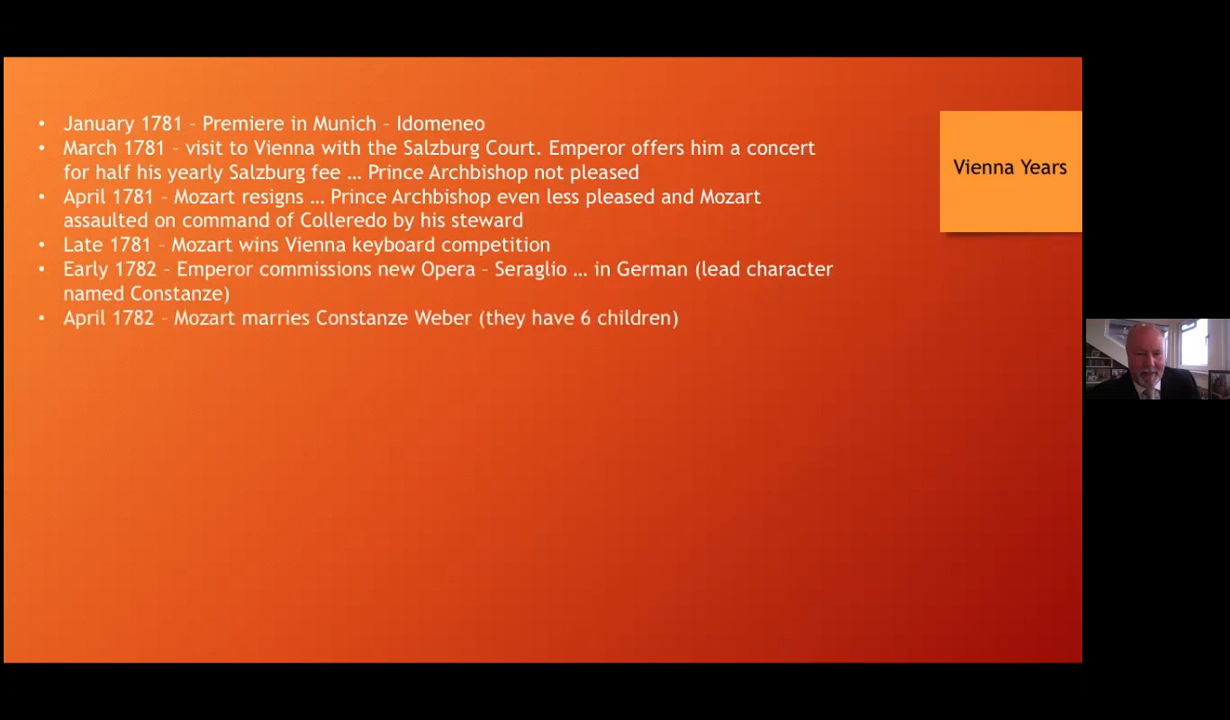 • January 1781 – Premiere in Munich – Idomeneo
• March 1781 – visit to Vienna with the Salzburg Court. Emperor offers him a concert
for half his yearly Salzburg fee … Prince Archbishop not pleased
• April 1781 – Mozart resigns … Prince Archbishop even less pleased and Mozart
assaulted on command of Colleredo by his steward
• Late 1781 – Mozart wins Vienna keyboard competition
• Early 1782 – Emperor commissions new Opera – Seraglio … in German (lead character
named Constanze)
• April 1782 – Mozart marries Constanze Weber (they have 6 children)
Vienna Years